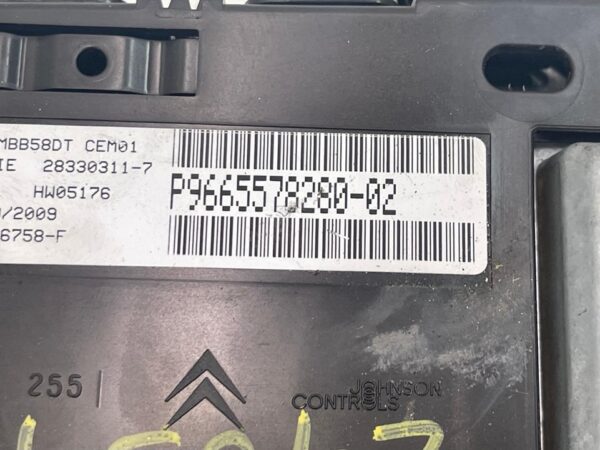 MBB58DT CEM01
IE 28330311-7
HW05176
P9665578280-02
/2009
6758-F
255
JOHNSON
CONTROLS